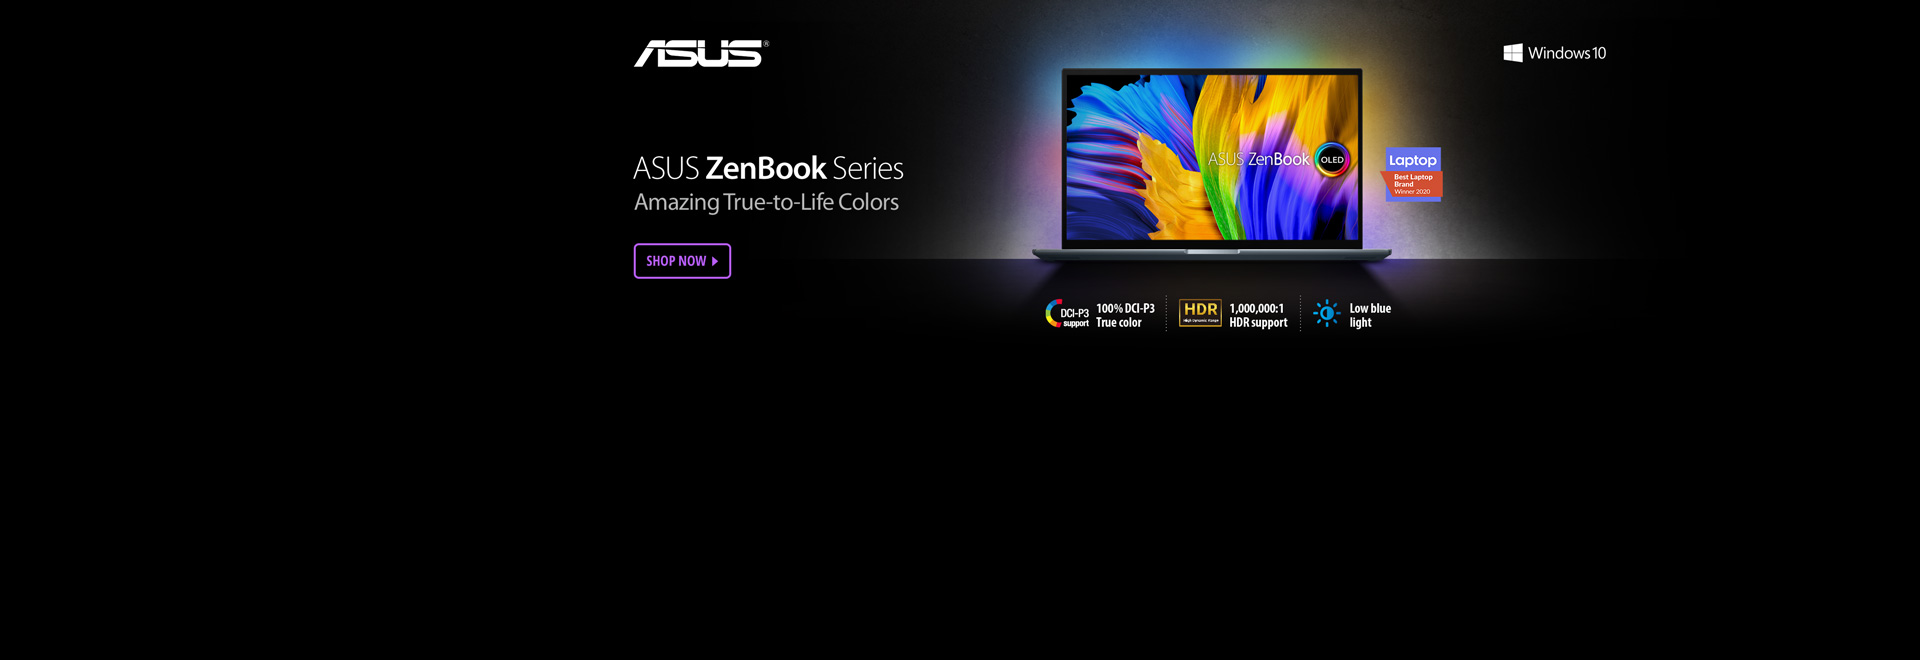 ASUS®
Windows 10
ASUS ZenBook Series
Amazing True-to-Life Colors
SHOP NOW
ASUS ZenBook
OLED
Laptop
Best Laptop
Brand
Winner 2020
DCI-P3
support
100% DCI-P3
True color
HDR
High Dynamic Range
1,000,000:1
HDR support
Low blue
light